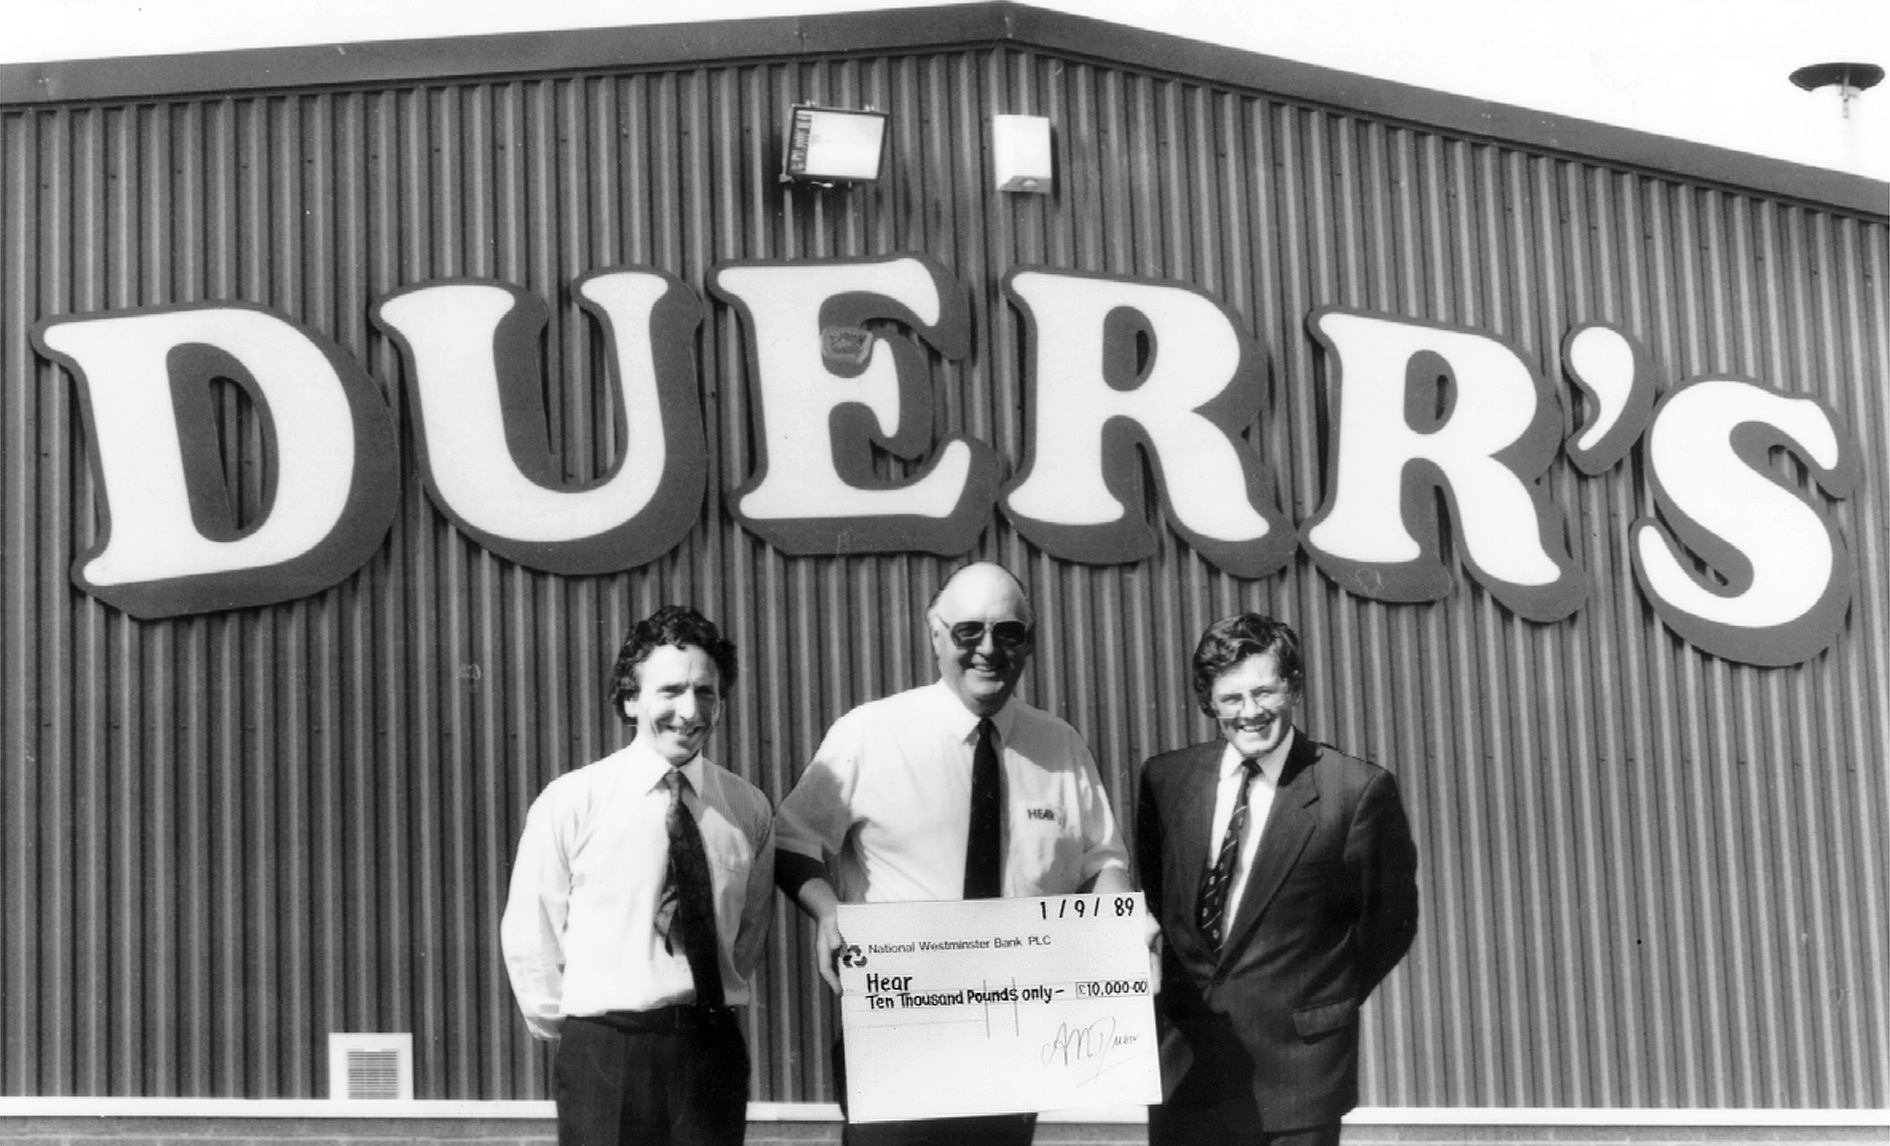 DUERR'S
HEAR
1 / 9 / 89
National Westminster Bank PLC
Hear
Ten Thousand Pounds only – £10,000-00